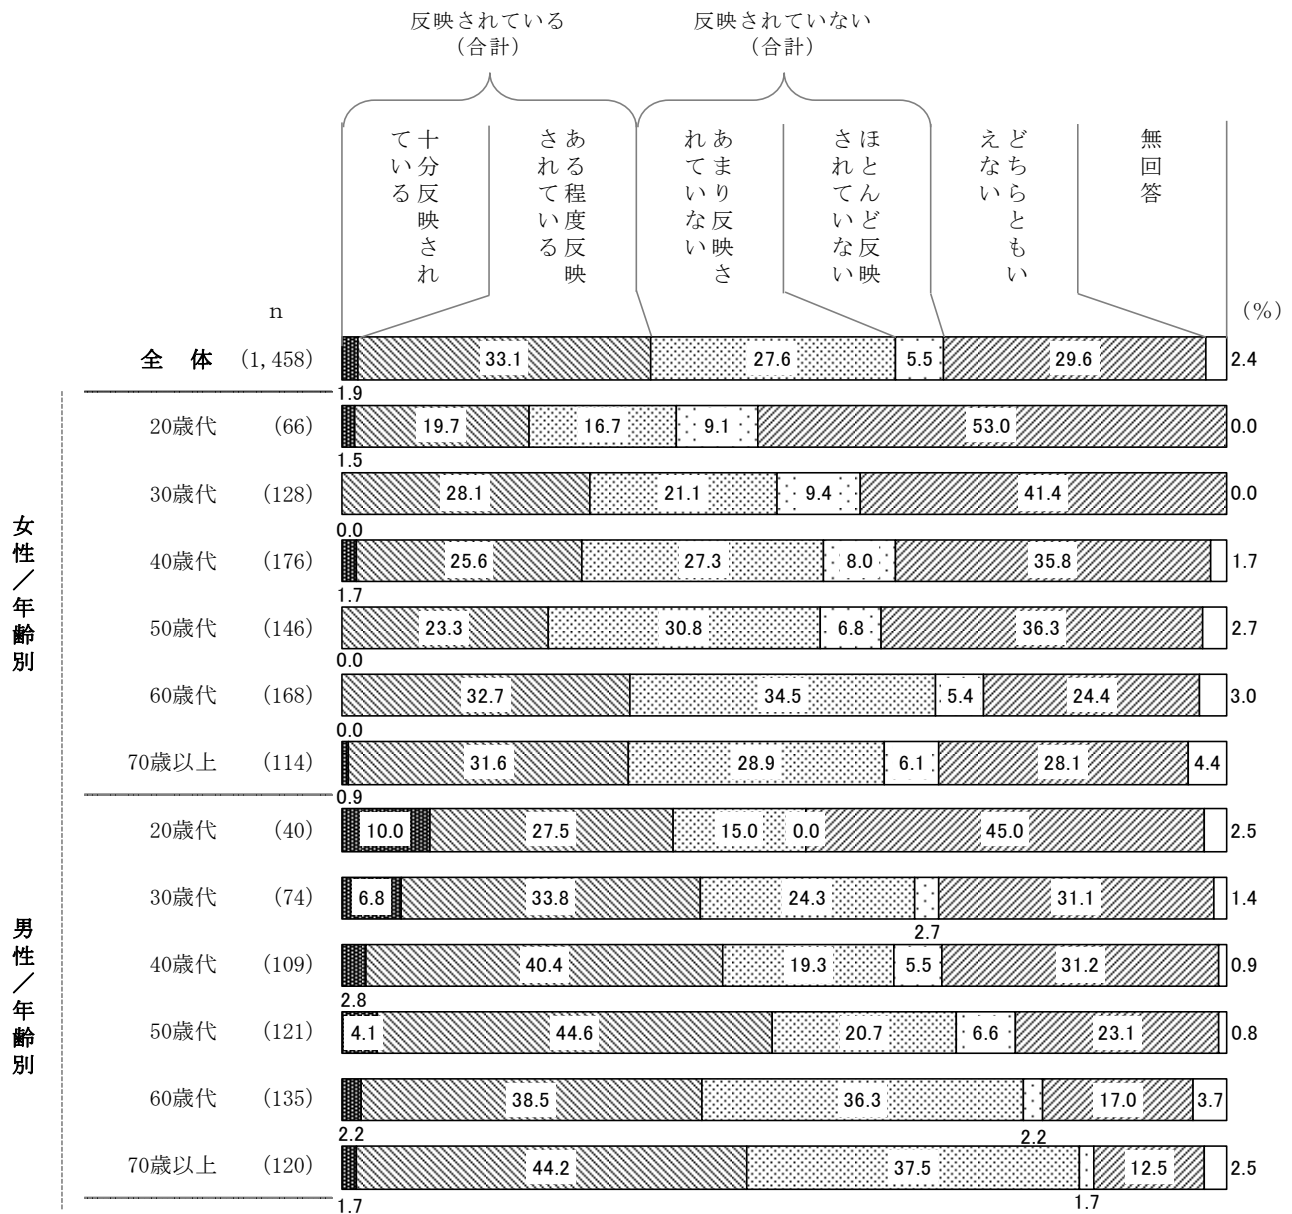 反映されている
（合計）
反映されていない
（合計）
十分反映され
ている
ある程度反映
されている
あまり反映さ
れていない
ほとんど反映
されていない
どちらともい
えない
無回答
n
（%）
全　体 （1,458） 33.1 27.6 5.5 29.6 2.4
1.9
女性／年齢別
20歳代 （66） 19.7 16.7 9.1 53.0 0.0
1.5
30歳代 （128） 28.1 21.1 9.4 41.4 0.0
0.0
40歳代 （176） 25.6 27.3 8.0 35.8 1.7
1.7
50歳代 （146） 23.3 30.8 6.8 36.3 2.7
0.0
60歳代 （168） 32.7 34.5 5.4 24.4 3.0
0.0
70歳以上 （114） 31.6 28.9 6.1 28.1 4.4
0.9
男性／年齢別
20歳代 （40） 10.0 27.5 15.0 0.0 45.0 2.5
30歳代 （74） 6.8 33.8 24.3 31.1 1.4
2.7
40歳代 （109） 40.4 19.3 5.5 31.2 0.9
2.8
50歳代 （121） 4.1 44.6 20.7 6.6 23.1 0.8
60歳代 （135） 38.5 36.3 17.0 3.7
2.2 2.2
70歳以上 （120） 44.2 37.5 12.5 2.5
1.7 1.7